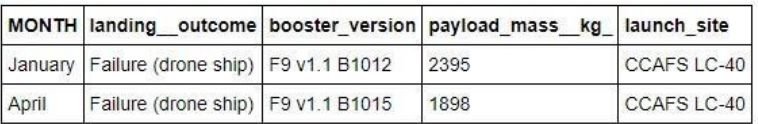 MONTH landing__outcome booster_version payload_mass__kg_ launch_site
January Failure (drone ship) F9 v1.1 B1012 2395 CCAFS LC-40
April Failure (drone ship) F9 v1.1 B1015 1898 CCAFS LC-40